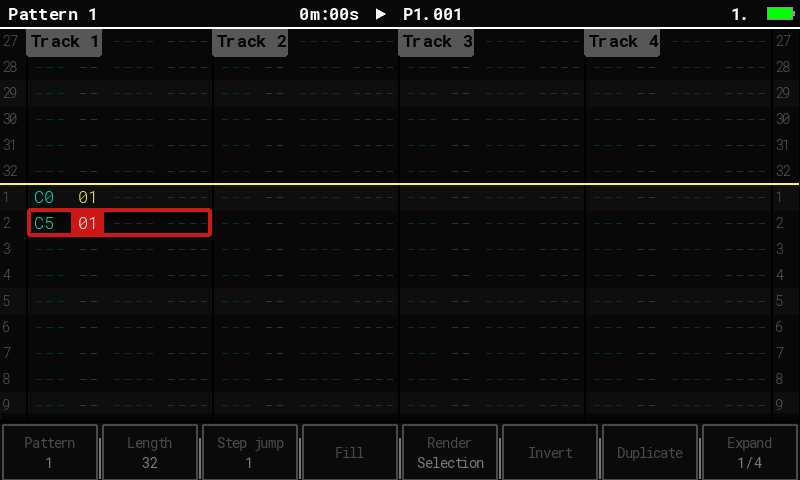 Pattern 1 0m:00s ▶ P1.001 1.
27 Track 1 Track 2 Track 3 Track 4 27
28 28
29 29
30 30
31 31
32 32
1 C0 01 1
2 C5 01 2
3 3
4 4
5 5
6 6
7 7
8 8
9 9
Pattern Length Step jump Fill Render Invert Duplicate Expand
1 32 1 Selection 1/4